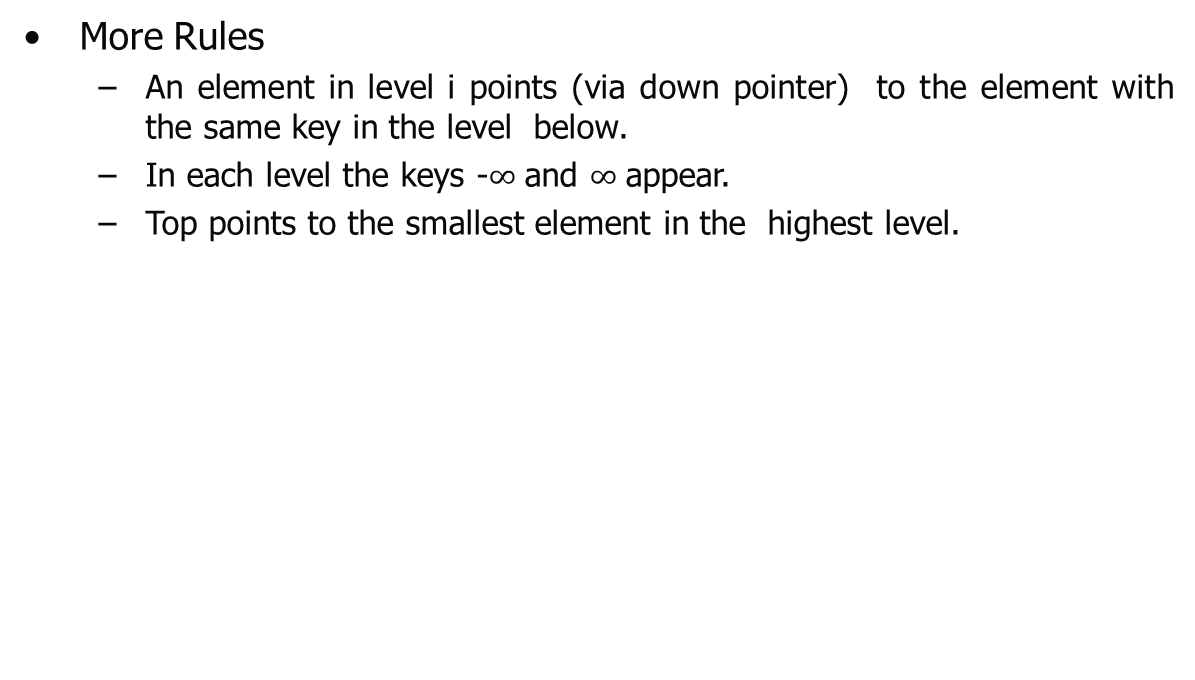 • More Rules
– An element in level i points (via down pointer) to the element with
the same key in the level below.
– In each level the keys -∞ and ∞ appear.
– Top points to the smallest element in the highest level.